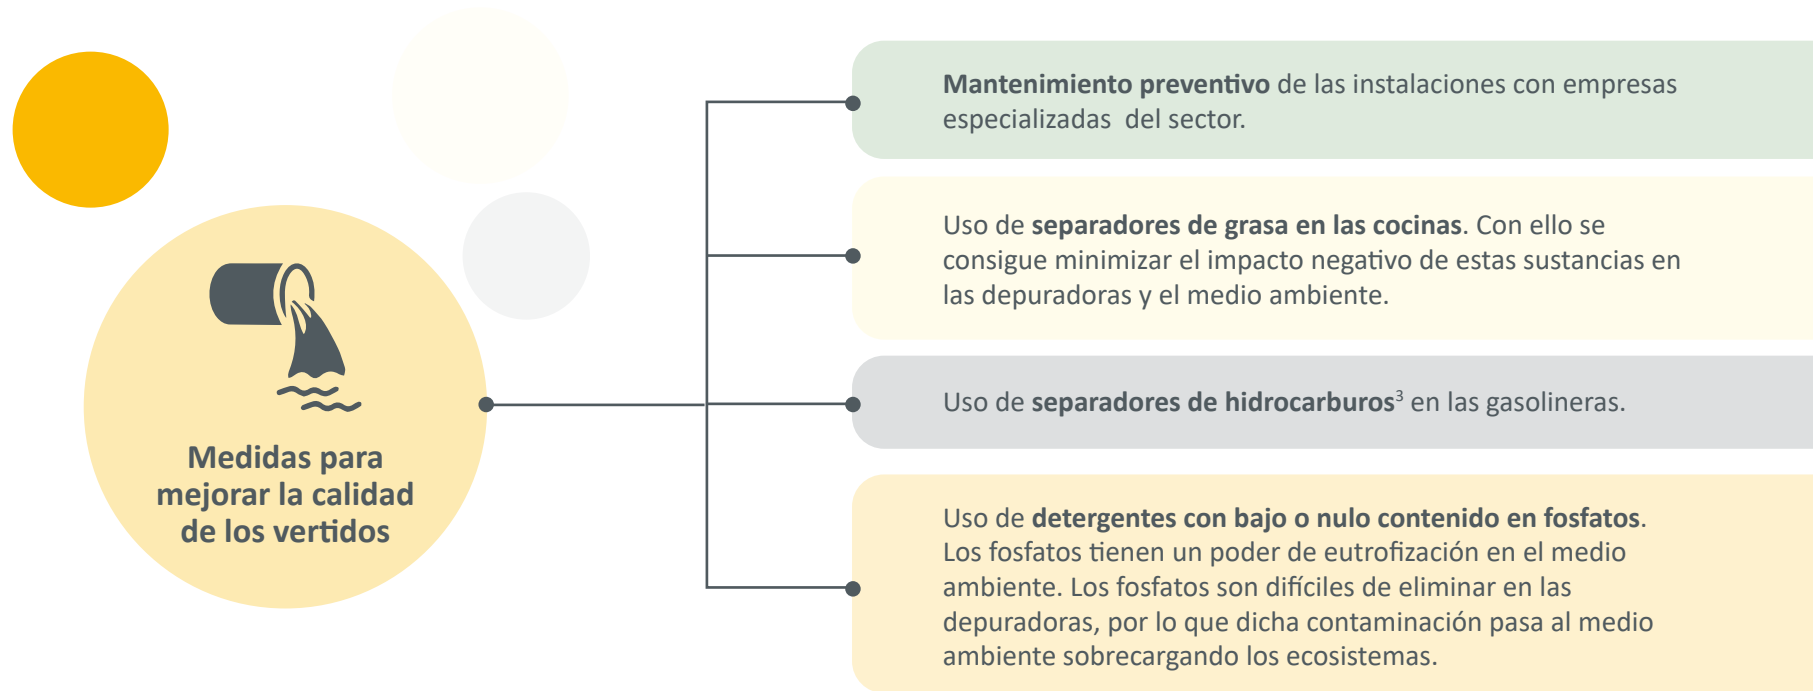 Medidas para
mejorar la calidad
de los vertidos
Mantenimiento preventivo de las instalaciones con empresas
especializadas  del sector.
Uso de separadores de grasa en las cocinas. Con ello se
consigue minimizar el impacto negativo de estas sustancias en
las depuradoras y el medio ambiente.
Uso de separadores de hidrocarburos³ en las gasolineras.
Uso de detergentes con bajo o nulo contenido en fosfatos.
Los fosfatos tienen un poder de eutrofización en el medio
ambiente. Los fosfatos son difíciles de eliminar en las
depuradoras, por lo que dicha contaminación pasa al medio
ambiente sobrecargando los ecosistemas.